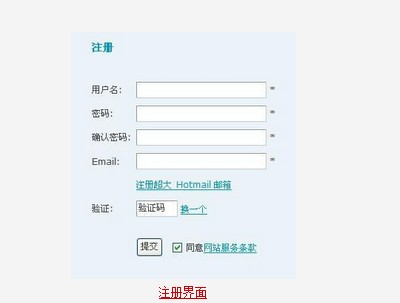 注册
用户名： *
密码： *
确认密码： *
Email: *
注册超大 Hotmail 邮箱
验证： 验证码 换一个
提交 同意网站服务条款
注册界面